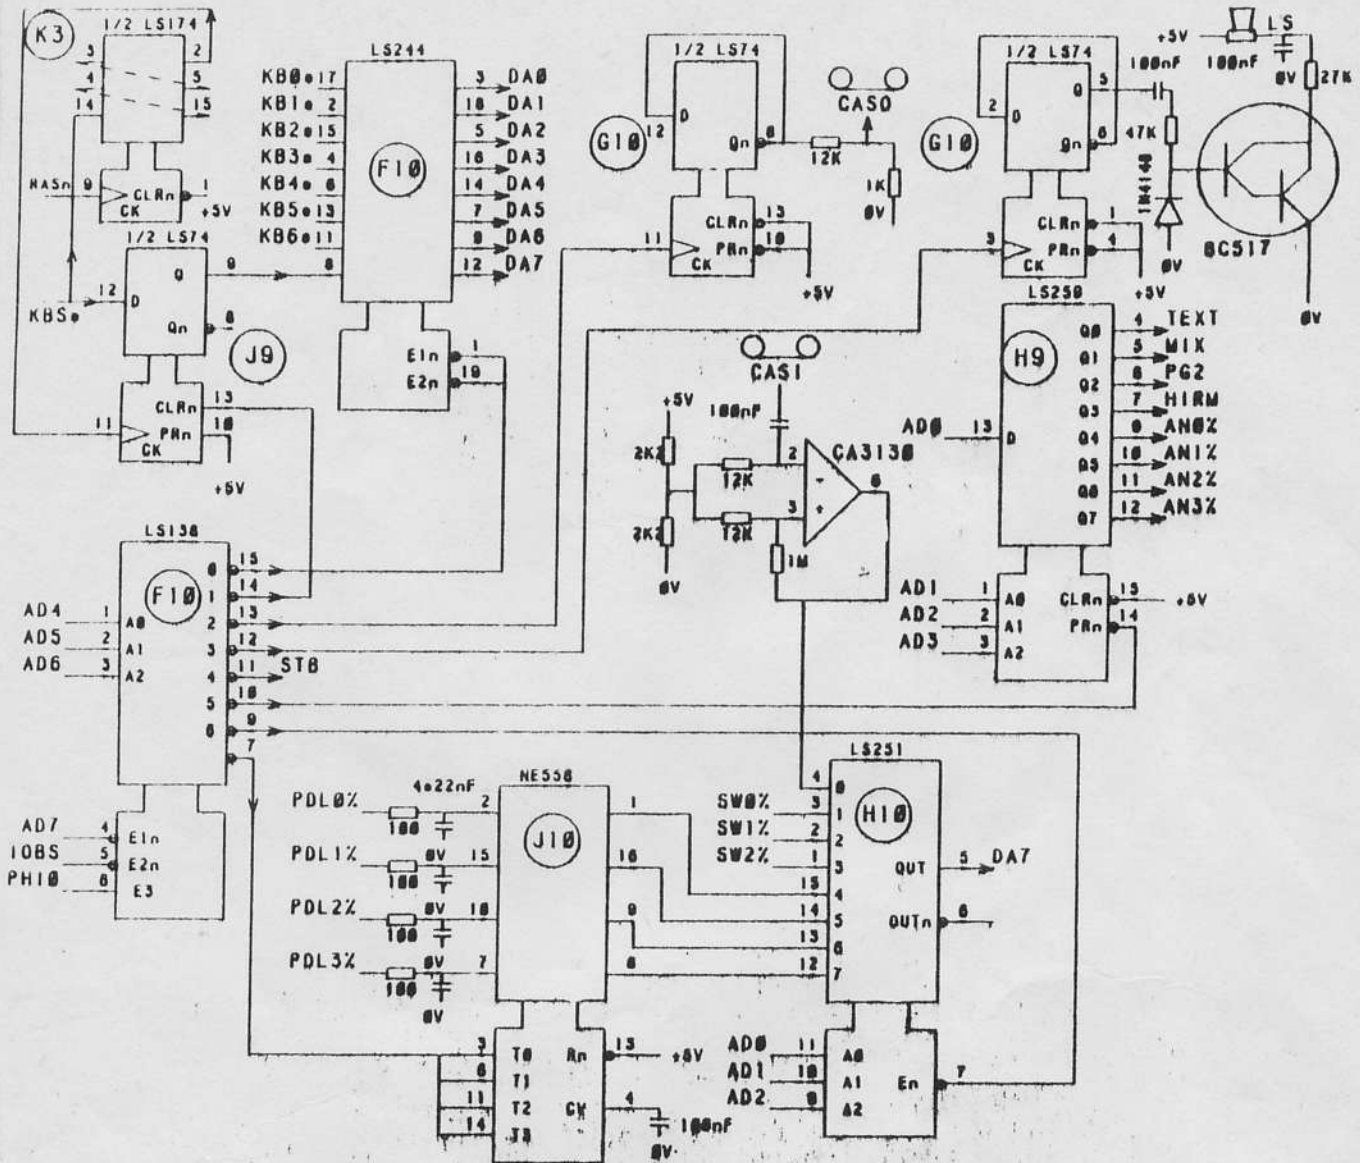 K3
1/2 LS174
3
2
4
5
14
15
RASn 9
CLRn 1
CK
+5V
1/2 LS74
KBS
12 D
Q 9
Qn 8
J9
CLRn 13
PRn 10
11
CK
+5V
LS244
F10
KB0 17
3 DA0
KB1 2
18 DA1
KB2 15
5 DA2
KB3 4
16 DA3
KB4 6
14 DA4
KB5 13
7 DA5
KB6 11
9 DA6
8
12 DA7
E1n 1
E2n 19
1/2 LS74
G10
12
D
Qn 8
12K
CASO
1K
0V
CLRn 13
PRn 10
11
CK
+5V
1/2 LS74
G10
2
D
Q 5
Qn 6
CLRn 1
PRn 4
3
CK
+5V
+5V
LS
100nF
100nF
0V
27K
47K
1N4148
0V
BC517
0V
CASI
100nF
+5V
2K2
2K2
0V
12K
12K
2
3
-
+
CA3130
6
1M
LS259
H9
AD0 13 D
Q0 4 TEXT
Q1 5 MIX
Q2 6 PG2
Q3 7 HIRM
Q4 9 AN0%
Q5 10 AN1%
Q6 11 AN2%
Q7 12 AN3%
AD1 1 A0
AD2 2 A1
AD3 3 A2
CLRn 15 +5V
PRn 14
LS138
F10
AD4 1 A0
AD5 2 A1
AD6 3 A2
0 15
1 14
2 13
3 12
4 11 STB
5 10
6 9
7
AD7 4 E1n
IOBS 5 E2n
PHI0 6 E3
NE558
J10
4*22nF
PDL0% 100 2
1
PDL1% 100 0V 15
16
PDL2% 100 0V 10
9
PDL3% 100 0V 7
8
0V
3 T0
6 T1
11 T2
14 T3
Rn 13 +5V
CV 4
100nF
0V
LS251
H10
4 0
SW0% 3 1
SW1% 2 2
SW2% 1 3
15 4
14 5
13 6
12 7
OUT 5 DA7
OUTn 6
AD0 11 A0
AD1 10 A1
AD2 9 A2
En 7